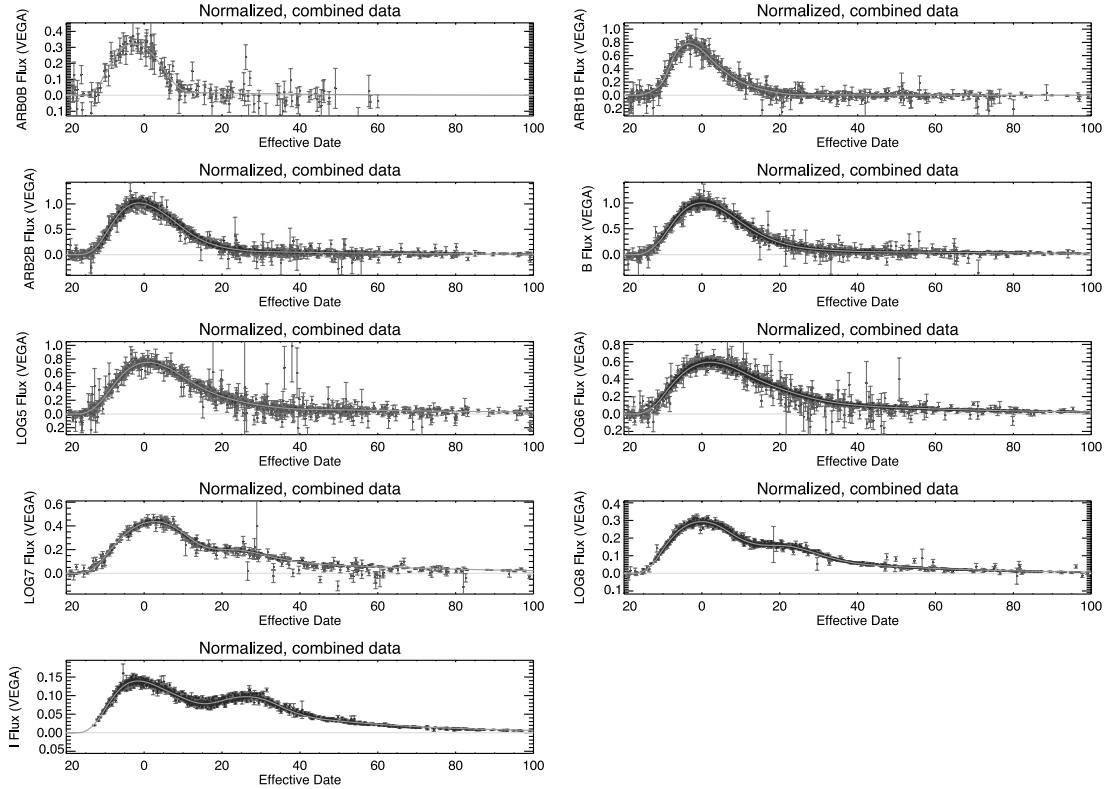 Normalized, combined data
ARB0B Flux (VEGA)
0.4
0.3
0.2
0.1
0.0
0.1
20 0 20 40 60 80 100
Effective Date
Normalized, combined data
ARB1B Flux (VEGA)
1.0
0.8
0.6
0.4
0.2
0.0
0.2
20 0 20 40 60 80 100
Effective Date
Normalized, combined data
ARB2B Flux (VEGA)
1.0
0.5
0.0
20 0 20 40 60 80 100
Effective Date
Normalized, combined data
B Flux (VEGA)
1.0
0.5
0.0
20 0 20 40 60 80 100
Effective Date
Normalized, combined data
LOG5 Flux (VEGA)
1.0
0.8
0.6
0.4
0.2
0.0
0.2
20 0 20 40 60 80 100
Effective Date
Normalized, combined data
LOG6 Flux (VEGA)
0.8
0.6
0.4
0.2
0.0
0.2
20 0 20 40 60 80 100
Effective Date
Normalized, combined data
LOG7 Flux (VEGA)
0.6
0.4
0.2
0.0
20 0 20 40 60 80 100
Effective Date
Normalized, combined data
LOG8 Flux (VEGA)
0.4
0.3
0.2
0.1
0.0
0.1
20 0 20 40 60 80 100
Effective Date
Normalized, combined data
I Flux (VEGA)
0.15
0.10
0.05
0.00
0.05
20 0 20 40 60 80 100
Effective Date